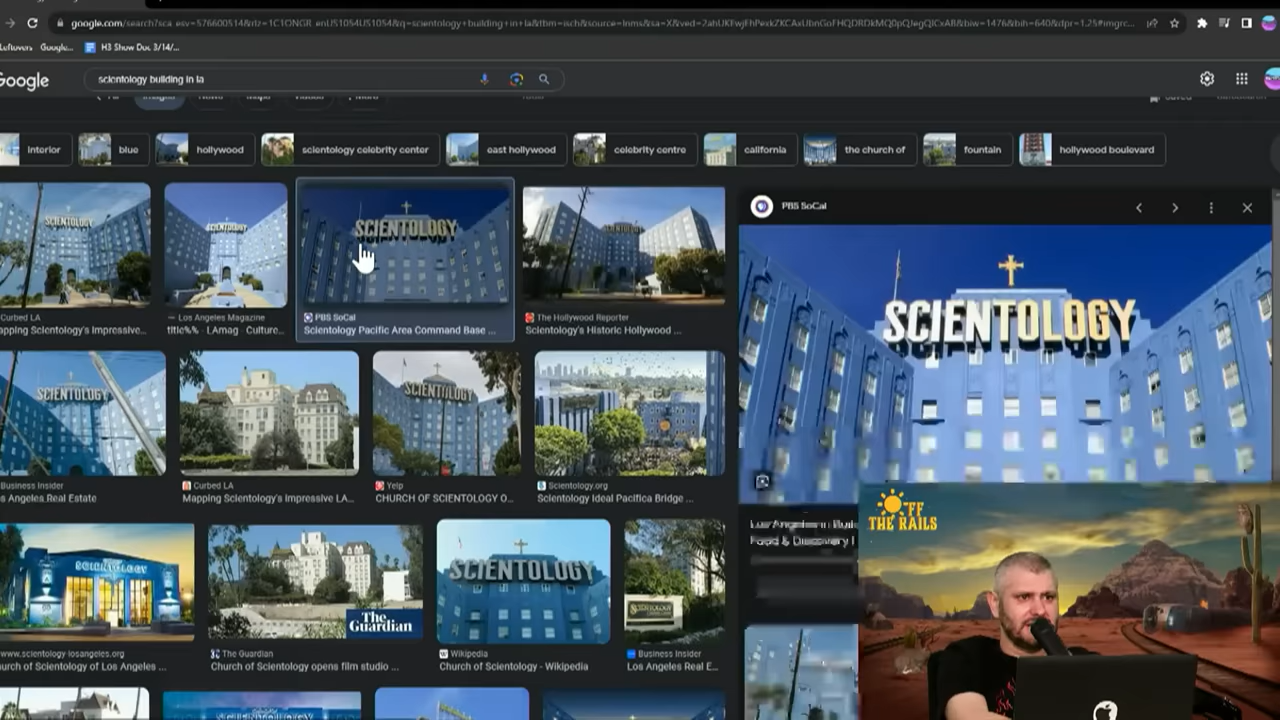 Leftovers
Google...
H3 Show Doc 3/14/...
Google
scientology building in la
interior
blue
hollywood
scientology celebrity center
east hollywood
celebrity centre
california
the church of
fountain
hollywood boulevard
SCIENTOLOGY
SCIENTOLOGY
SCIENTOLOGY
SCIENTOLOGY
PBS SoCal
SCIENTOLOGY
Curbed LA
Mapping Scientology's Impressive...
Los Angeles Magazine
title%% - LAmag - Culture...
PBS SoCal
Scientology Pacific Area Command Base ...
The Hollywood Reporter
Scientology's Historic Hollywood ...
SCIENTOLOGY
SCIENTOLOGY
Business Insider
Los Angeles Real Estate
Curbed LA
Mapping Scientology's Impressive LA...
Yelp
CHURCH OF SCIENTOLOGY O...
Scientology.org
Scientology Ideal Pacifica Bridge ...
SCIENTOLOGY
The Guardian
SCIENTOLOGY
SCIENTOLOGY
www.scientology-losangeles.org
Church of Scientology of Los Angeles ...
The Guardian
Church of Scientology opens film studio ...
Wikipedia
Church of Scientology - Wikipedia
Business Insider
Los Angeles Real E...
OFF
THE RAILS